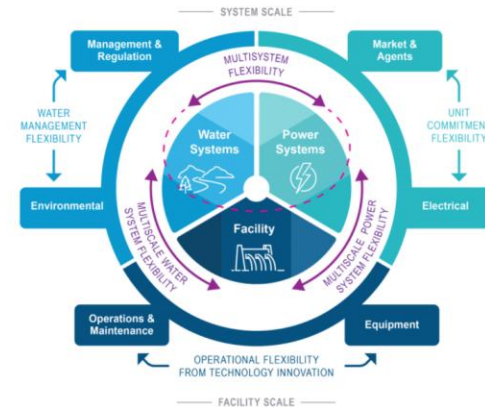 SYSTEM SCALE
Management &
Regulation
Market &
Agents
MULTISYSTEM
FLEXIBILITY
WATER
MANAGEMENT
FLEXIBILITY
UNIT
COMMITMENT
FLEXIBILITY
Water
Systems
Power
Systems
Environmental
Electrical
MULTISCALE WATER
SYSTEM FLEXIBILITY
MULTISCALE POWER
SYSTEM FLEXIBILITY
Facility
Operations &
Maintenance
Equipment
OPERATIONAL FLEXIBILITY
FROM TECHNOLOGY INNOVATION
FACILITY SCALE